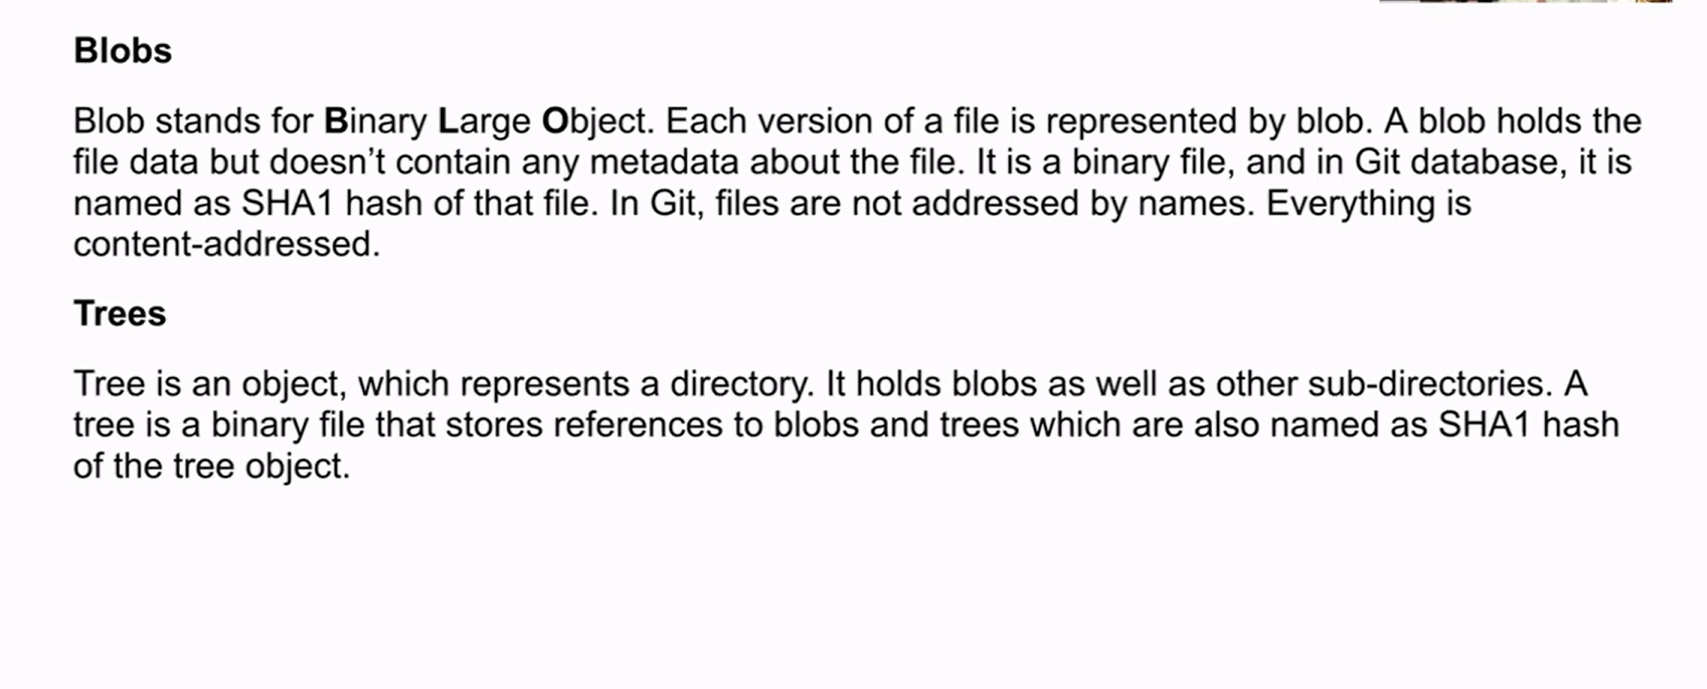 Blobs
Blob stands for Binary Large Object. Each version of a file is represented by blob. A blob holds the
file data but doesn’t contain any metadata about the file. It is a binary file, and in Git database, it is
named as SHA1 hash of that file. In Git, files are not addressed by names. Everything is
content-addressed.
Trees
Tree is an object, which represents a directory. It holds blobs as well as other sub-directories. A
tree is a binary file that stores references to blobs and trees which are also named as SHA1 hash
of the tree object.